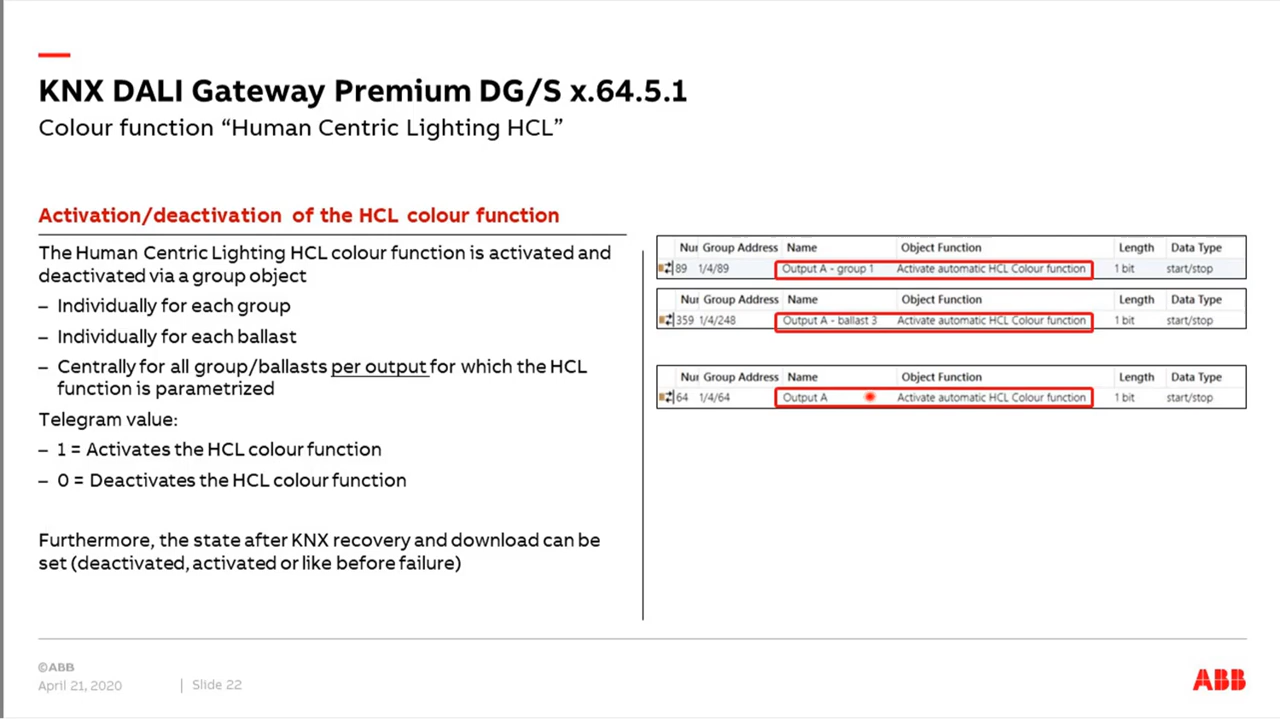 KNX DALI Gateway Premium DG/S x.64.5.1
Colour function “Human Centric Lighting HCL”
Activation/deactivation of the HCL colour function
The Human Centric Lighting HCL colour function is activated and
deactivated via a group object
– Individually for each group
– Individually for each ballast
– Centrally for all group/ballasts per output for which the HCL
function is parametrized
Telegram value:
– 1 = Activates the HCL colour function
– 0 = Deactivates the HCL colour function
Furthermore, the state after KNX recovery and download can be
set (deactivated, activated or like before failure)
Nur Group Address Name Object Function Length Data Type
89 1/4/89 Output A - group 1 Activate automatic HCL Colour function 1 bit start/stop
Nur Group Address Name Object Function Length Data Type
359 1/4/248 Output A - ballast 3 Activate automatic HCL Colour function 1 bit start/stop
Nur Group Address Name Object Function Length Data Type
64 1/4/64 Output A Activate automatic HCL Colour function 1 bit start/stop
©ABB
April 21, 2020 | Slide 22
ABB